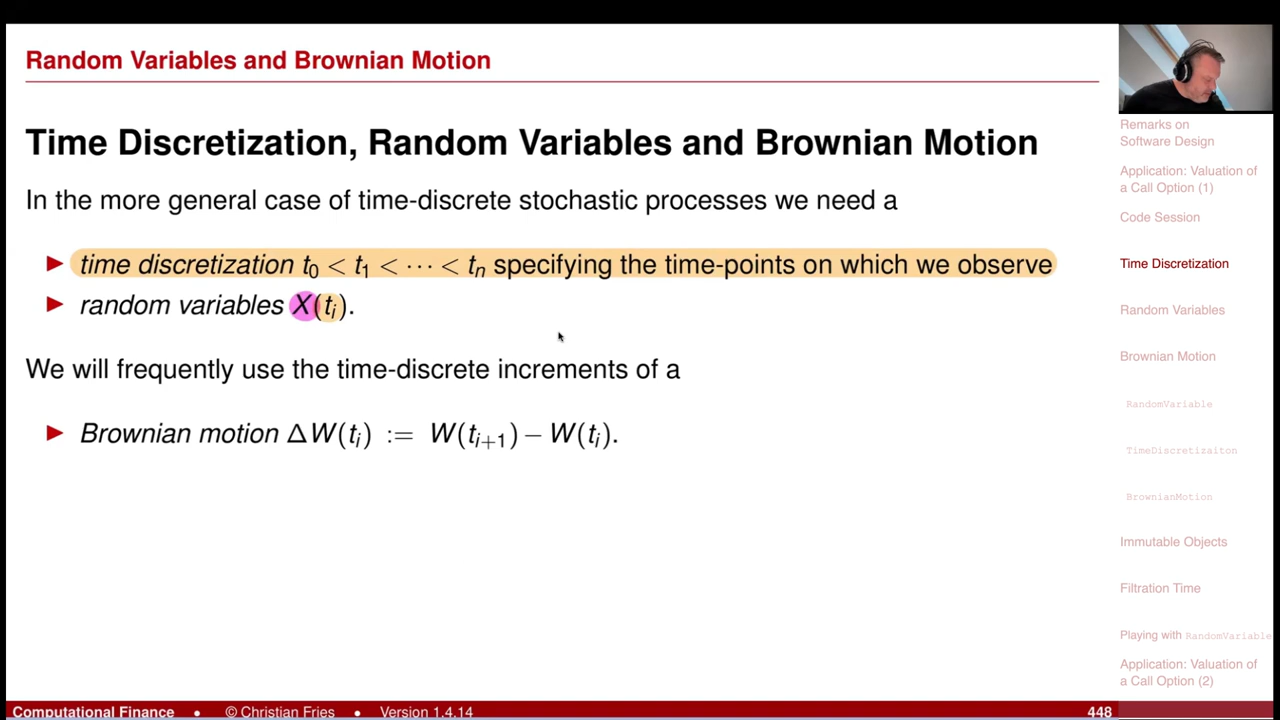 Random Variables and Brownian Motion
Time Discretization, Random Variables and Brownian Motion
In the more general case of time-discrete stochastic processes we need a
► time discretization t₀ < t₁ < ⋯ < tₙ specifying the time-points on which we observe
► random variables X(tᵢ).
We will frequently use the time-discrete increments of a
► Brownian motion ΔW(tᵢ) := W(tᵢ₊₁) − W(tᵢ).
Remarks on
Software Design
Application: Valuation of
a Call Option (1)
Code Session
Time Discretization
Random Variables
Brownian Motion
RandomVariable
TimeDiscretizaiton
BrownianMotion
Immutable Objects
Filtration Time
Playing with RandomVariable
Application: Valuation of
a Call Option (2)
Computational Finance • © Christian Fries • Version 1.4.14 448